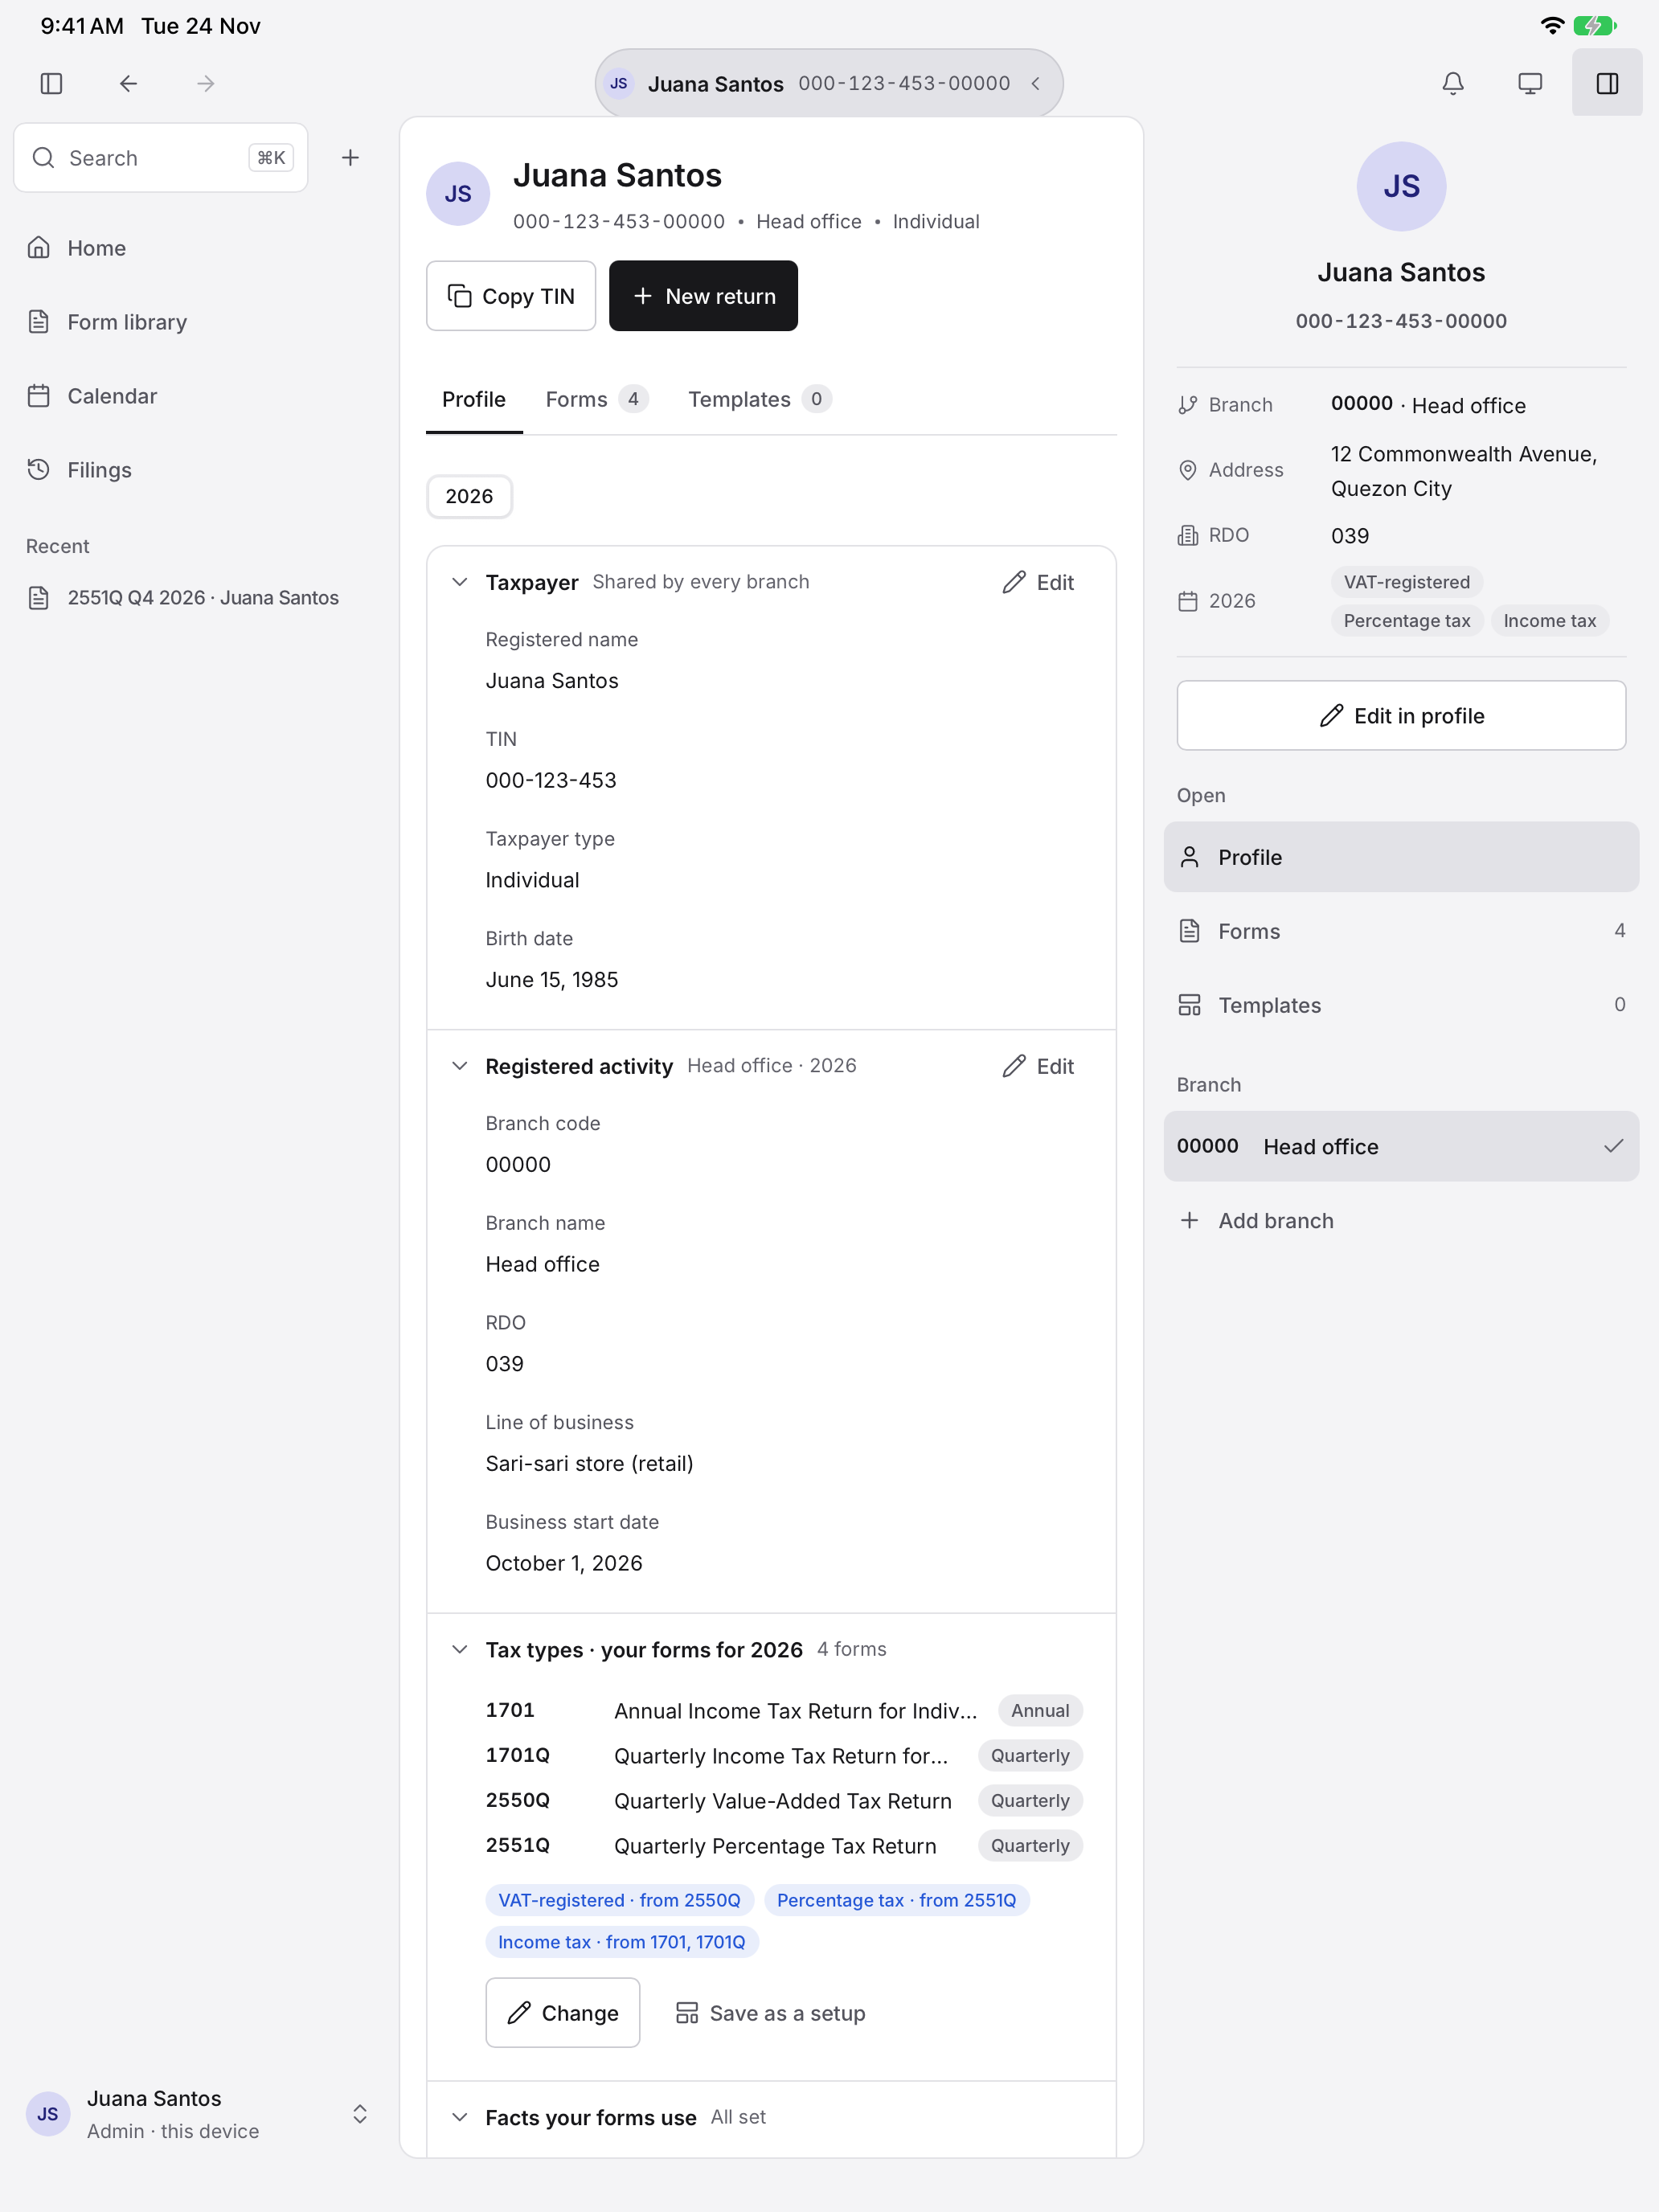 9:41 AM Tue 24 Nov
JS Juana Santos 000-123-453-00000
Search ⌘K
Home
Form library
Calendar
Filings
Recent
2551Q Q4 2026 · Juana Santos
JS
Juana Santos
Admin · this device
JS
Juana Santos
000-123-453-00000 • Head office • Individual
Copy TIN
New return
Profile
Forms 4
Templates 0
2026
Taxpayer Shared by every branch
Edit
Registered name
Juana Santos
TIN
000-123-453
Taxpayer type
Individual
Birth date
June 15, 1985
Registered activity Head office · 2026
Edit
Branch code
00000
Branch name
Head office
RDO
039
Line of business
Sari-sari store (retail)
Business start date
October 1, 2026
Tax types · your forms for 2026 4 forms
1701 Annual Income Tax Return for Indiv... Annual
1701Q Quarterly Income Tax Return for... Quarterly
2550Q Quarterly Value-Added Tax Return Quarterly
2551Q Quarterly Percentage Tax Return Quarterly
VAT-registered · from 2550Q Percentage tax · from 2551Q
Income tax · from 1701, 1701Q
Change
Save as a setup
Facts your forms use All set
JS
Juana Santos
000-123-453-00000
Branch 00000 · Head office
Address 12 Commonwealth Avenue,
Quezon City
RDO 039
2026 VAT-registered
Percentage tax Income tax
Edit in profile
Open
Profile
Forms 4
Templates 0
Branch
00000 Head office
Add branch